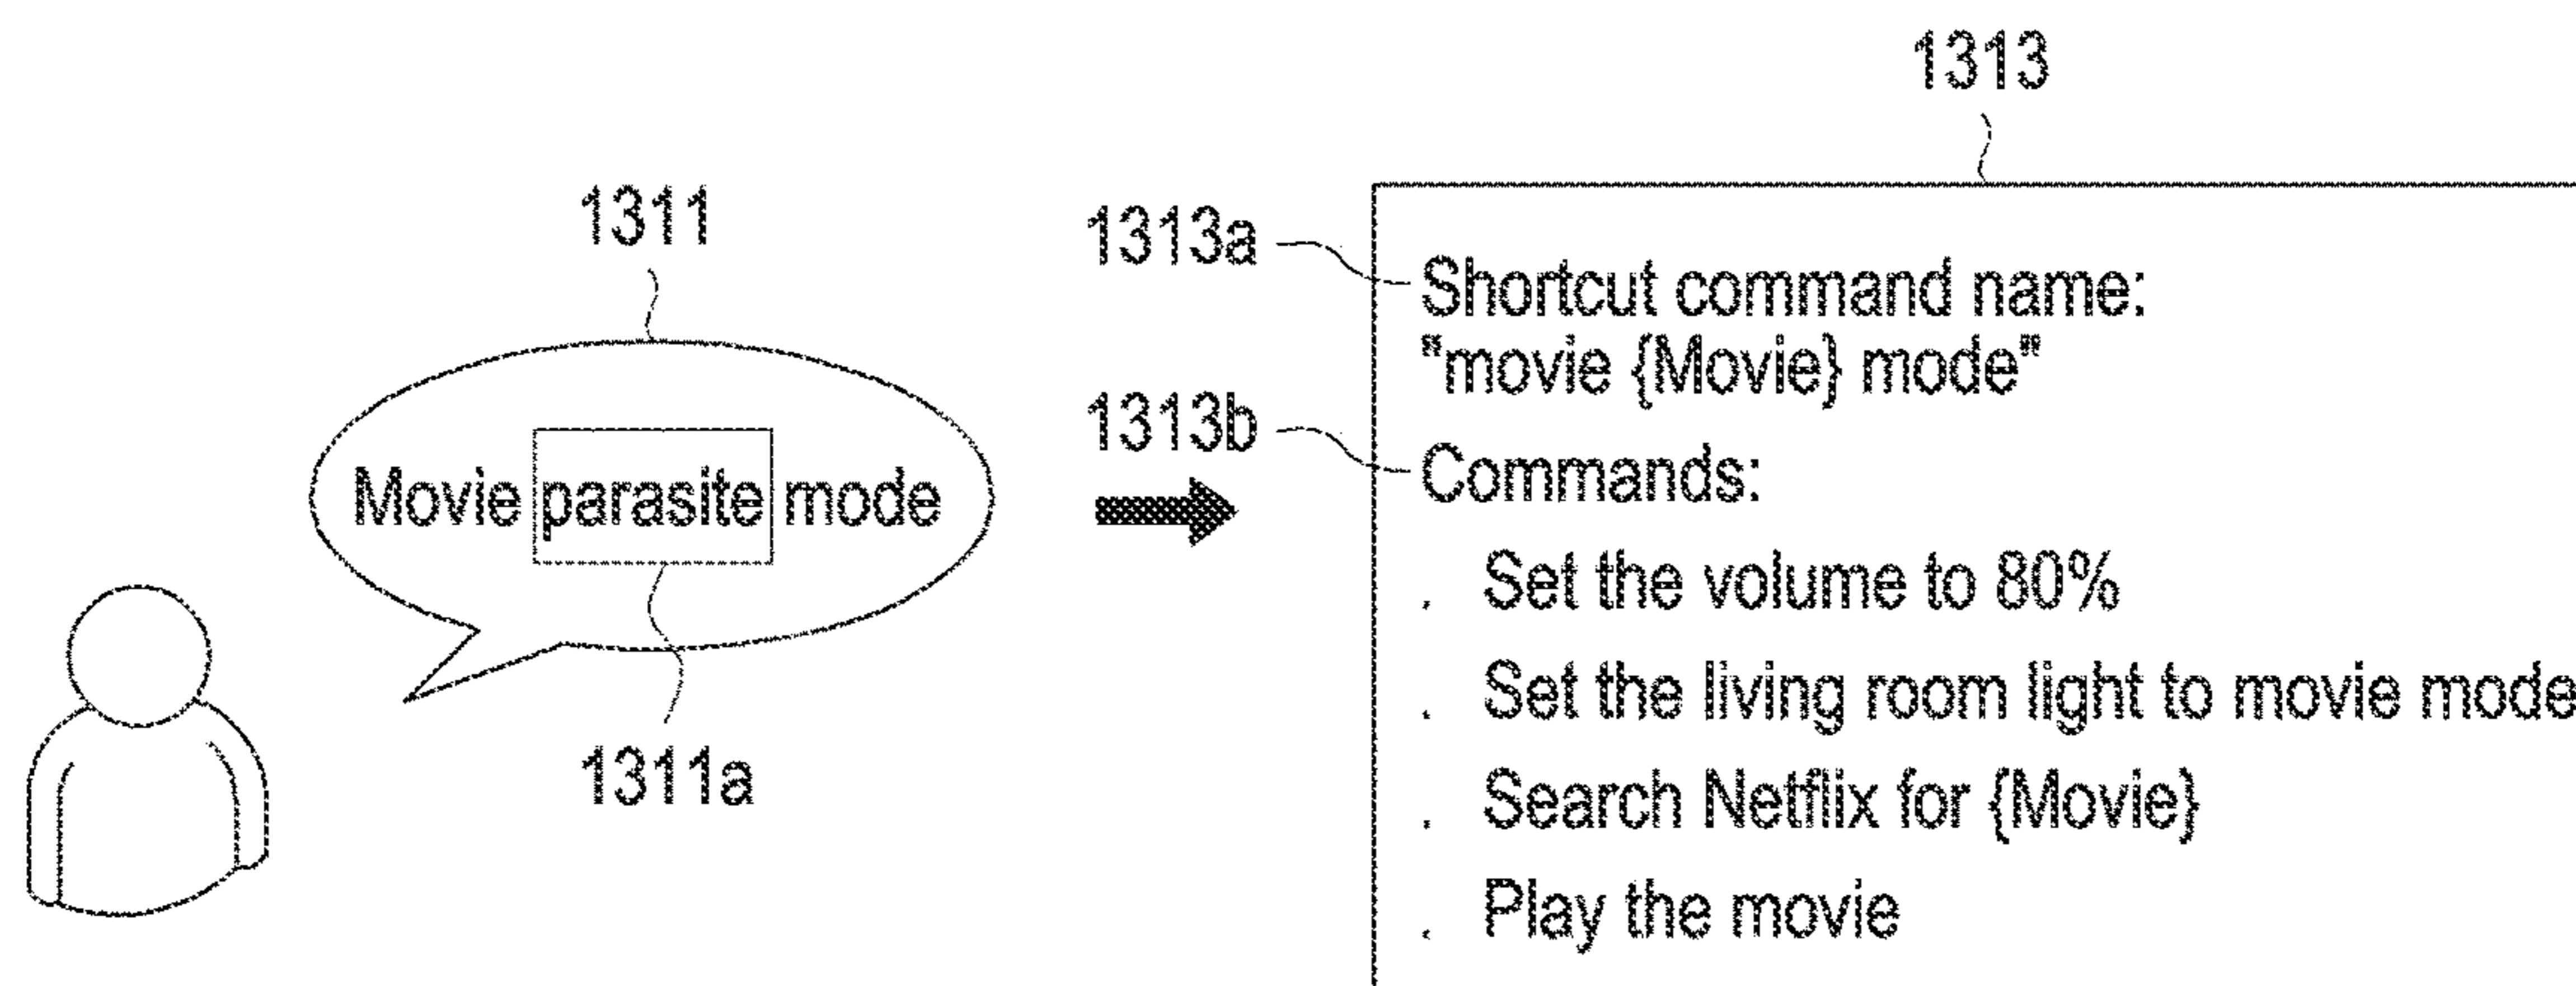 1313
1311
1313a
Shortcut command name:
"movie {Movie} mode"
1313b
Movie parasite mode
Commands:
. Set the volume to 80%
. Set the living room light to movie mode
1311a
. Search Netflix for {Movie}
. Play the movie